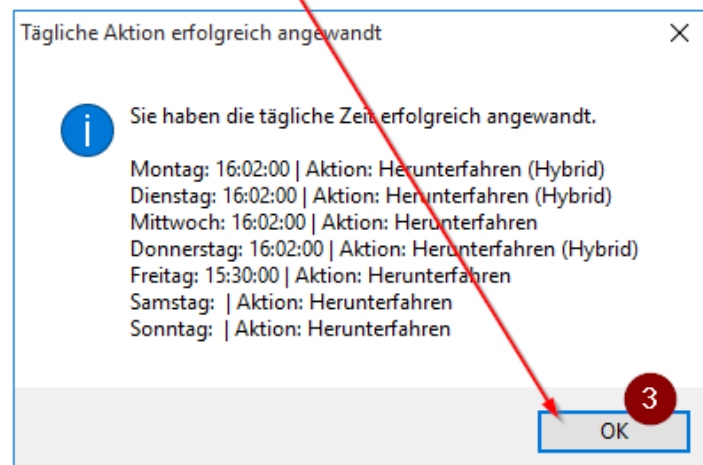 Tägliche Aktion erfolgreich angewandt
Sie haben die tägliche Zeit erfolgreich angewandt.
Montag: 16:02:00 | Aktion: Herunterfahren (Hybrid)
Dienstag: 16:02:00 | Aktion: Herunterfahren (Hybrid)
Mittwoch: 16:02:00 | Aktion: Herunterfahren
Donnerstag: 16:02:00 | Aktion: Herunterfahren (Hybrid)
Freitag: 15:30:00 | Aktion: Herunterfahren
Samstag:  | Aktion: Herunterfahren
Sonntag:  | Aktion: Herunterfahren
3
OK